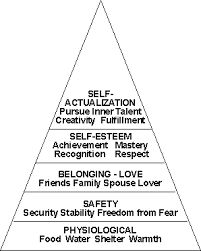 SELF-
ACTUALIZATION
Pursue Inner Talent
Creativity Fulfillment
SELF-ESTEEM
Achievement Mastery
Recognition Respect
BELONGING - LOVE
Friends Family Spouse Lover
SAFETY
Security Stability Freedom from Fear
PHYSIOLOGICAL
Food Water Shelter Warmth